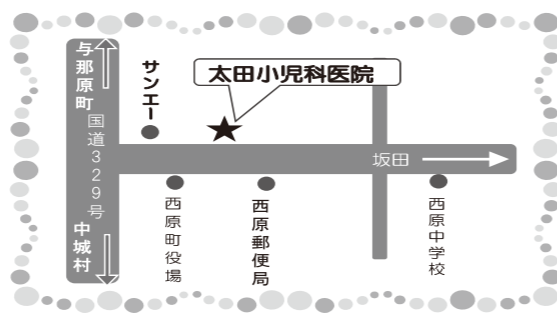 与那原町
国道329号
中城村
サンエー
太田小児科医院
坂田
西原町役場
西原郵便局
西原中学校